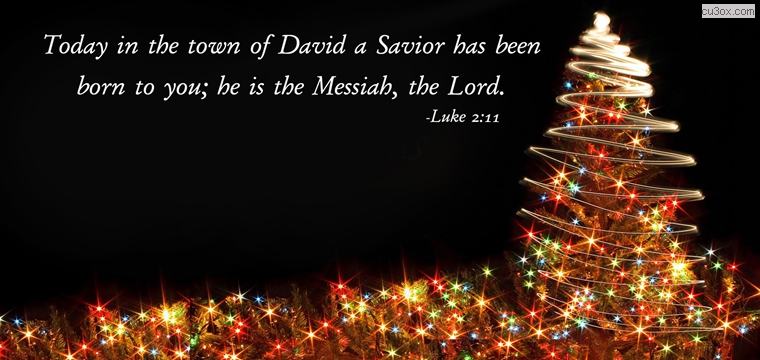 cu3ox.com
Today in the town of David a Savior has been
born to you; he is the Messiah, the Lord.
-Luke 2:11